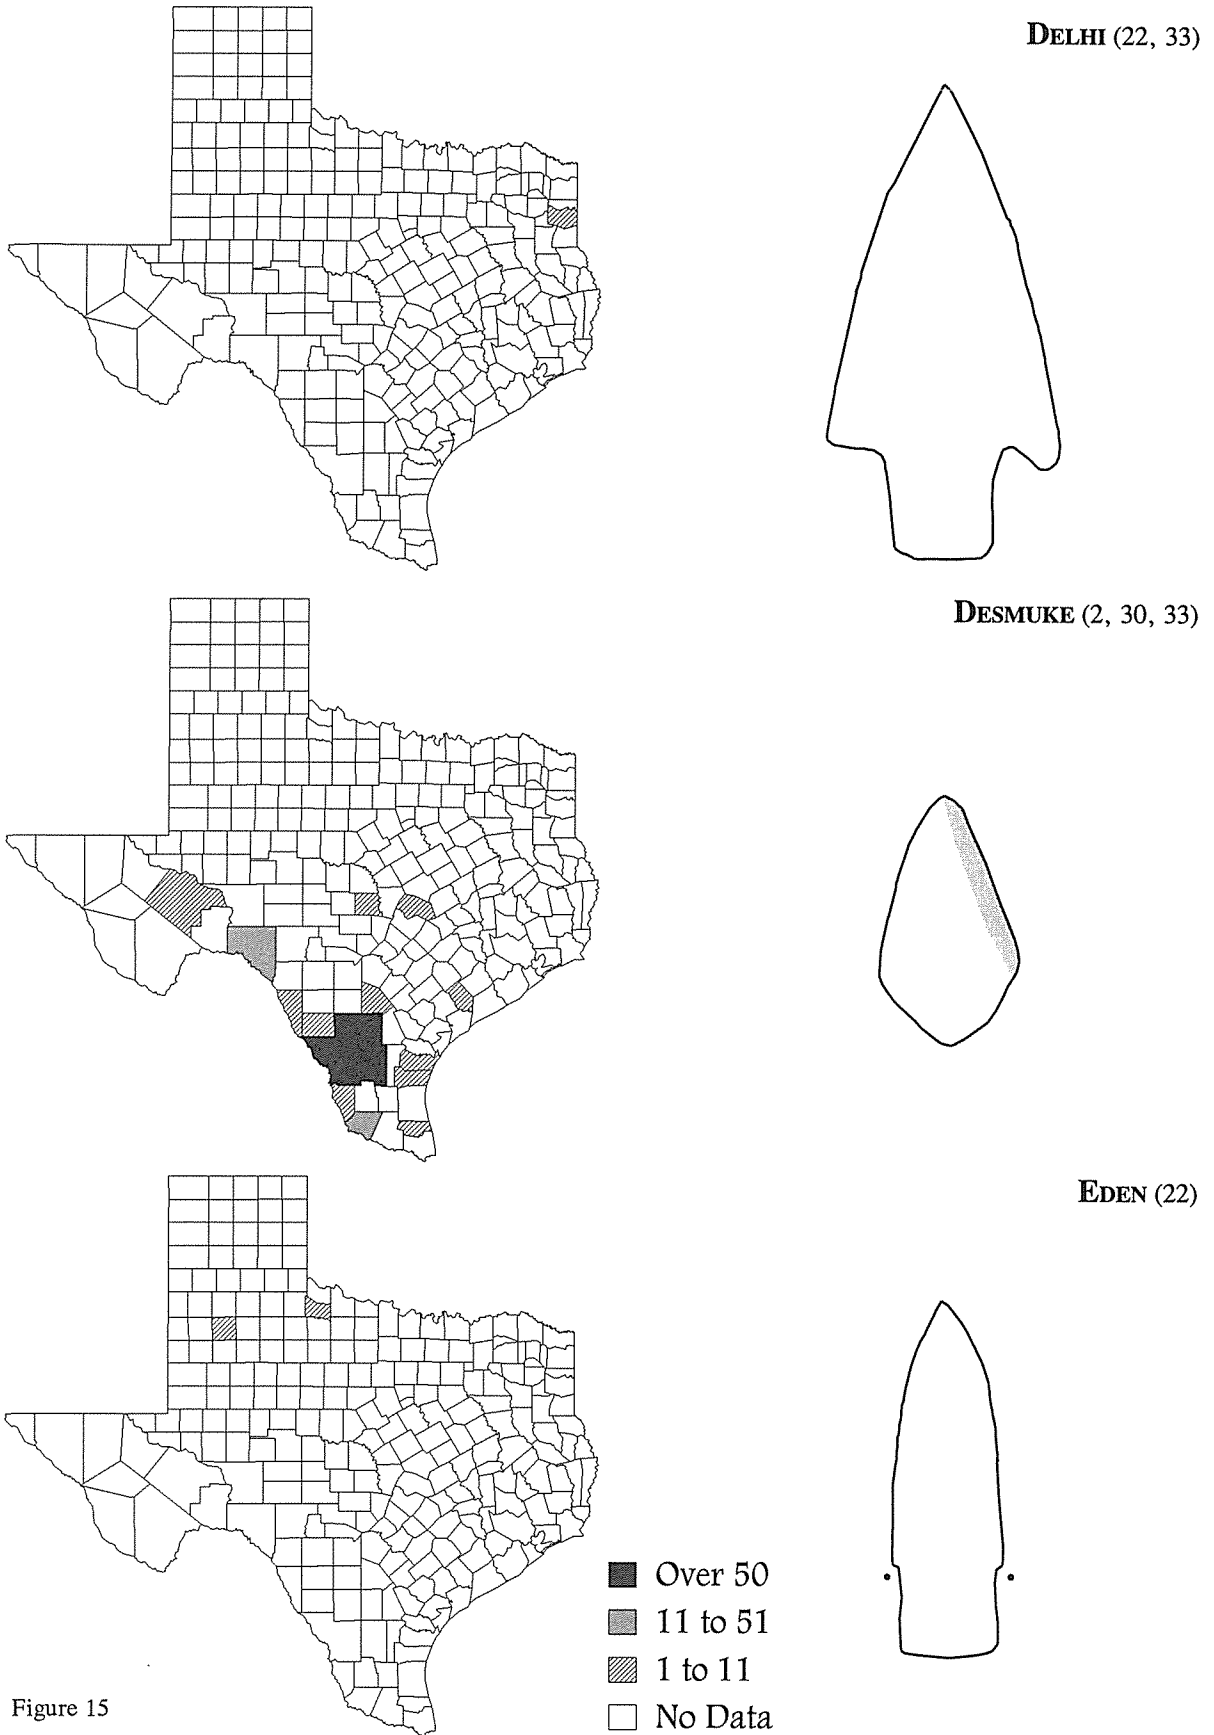 DELHI (22, 33)
DESMUKE (2, 30, 33)
EDEN (22)
Over 50
11 to 51
1 to 11
No Data
Figure 15